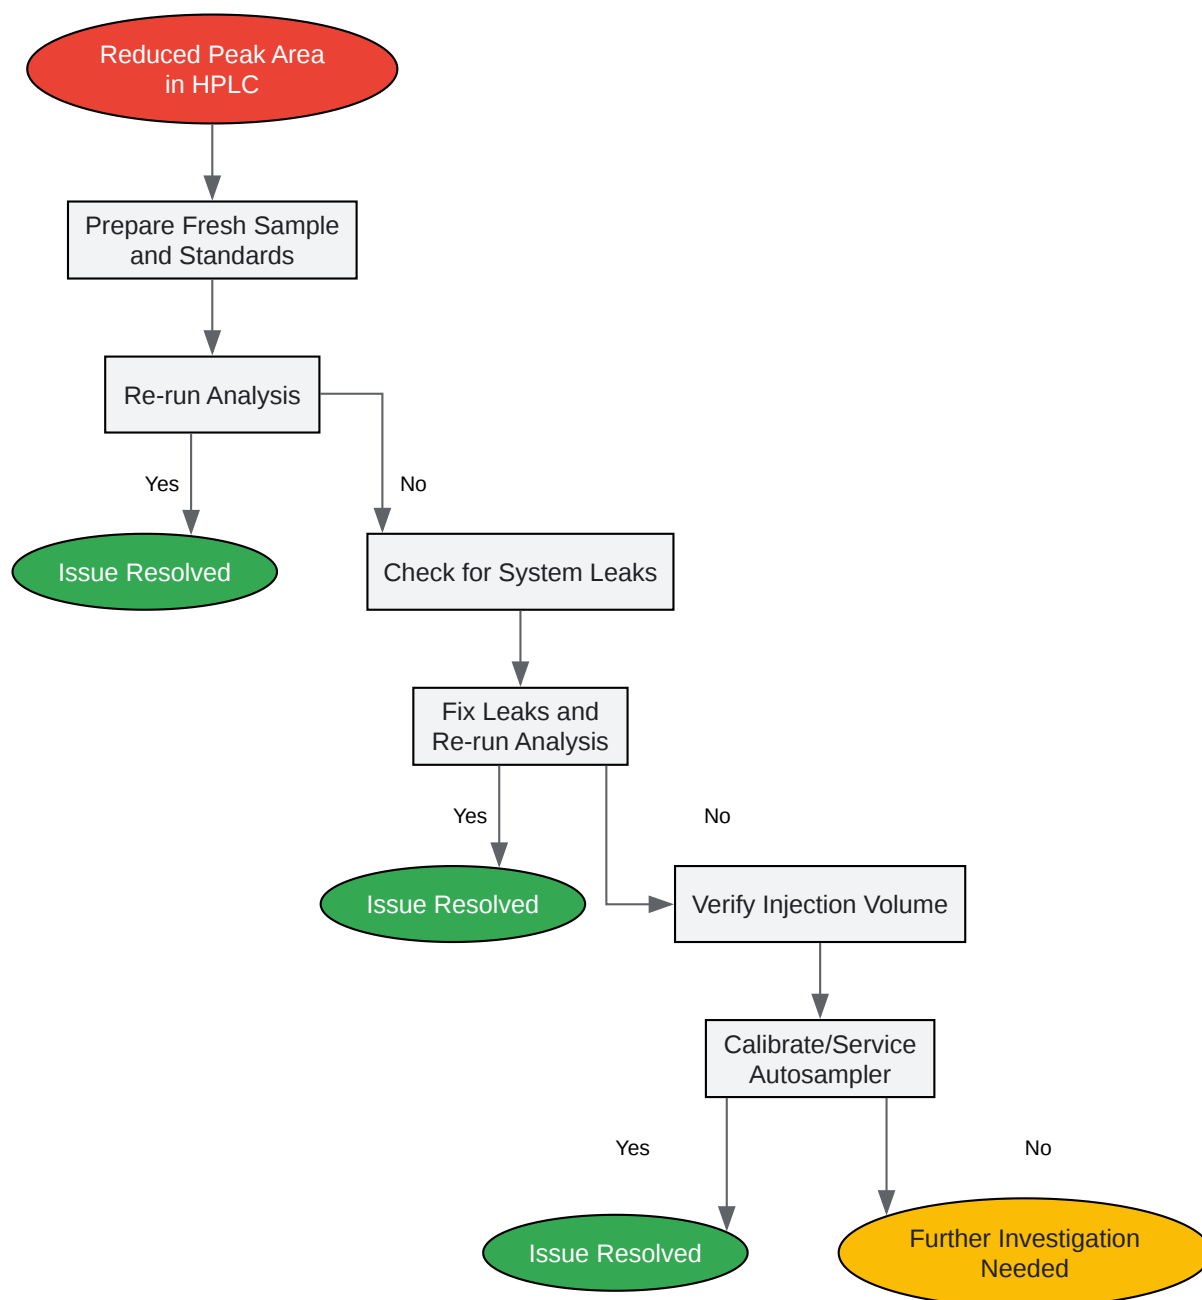 Reduced Peak Area
in HPLC
Prepare Fresh Sample
and Standards
Re-run Analysis
Yes
No
Issue Resolved
Check for System Leaks
Fix Leaks and
Re-run Analysis
Yes
No
Issue Resolved
Verify Injection Volume
Calibrate/Service
Autosampler
Yes
No
Issue Resolved
Further Investigation
Needed